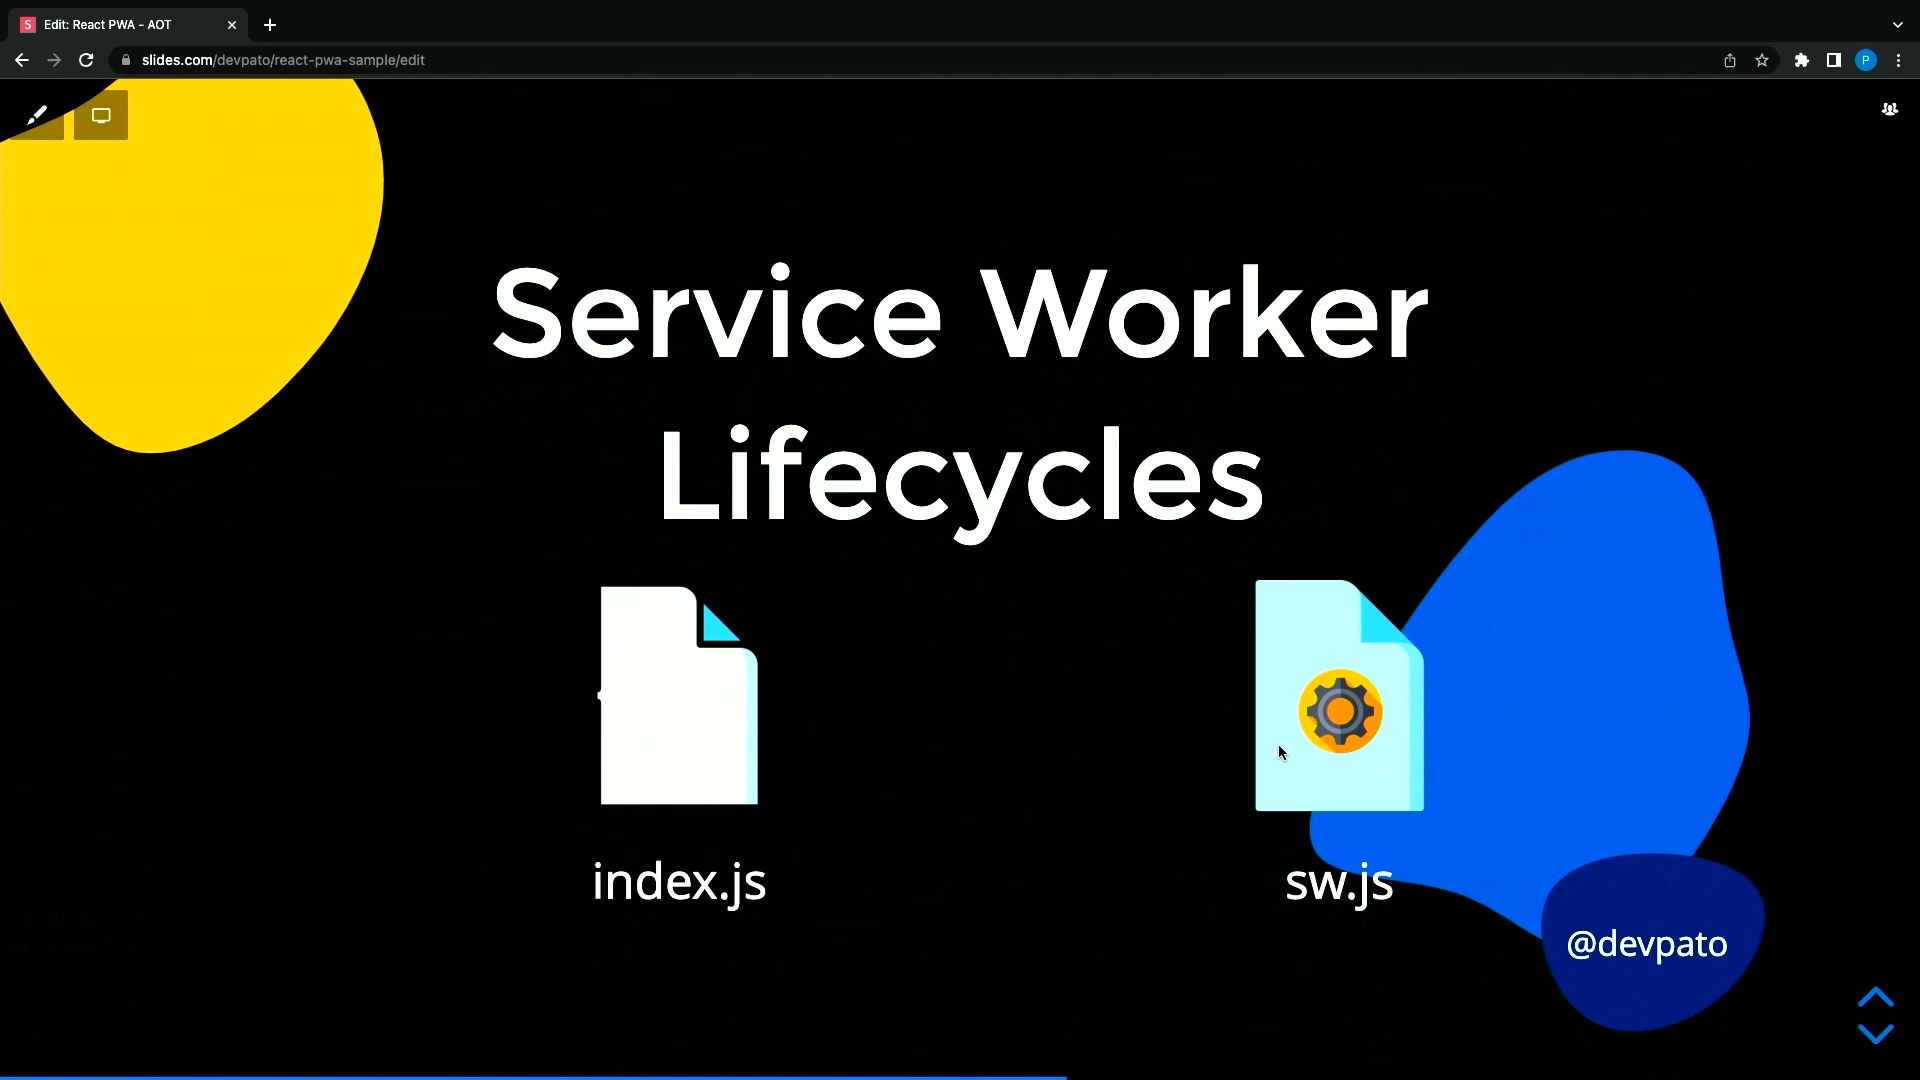 S
Edit: React PWA - AOT
slides.com/devpato/react-pwa-sample/edit
P
Service Worker
Lifecycles
index.js
sw.js
@devpato